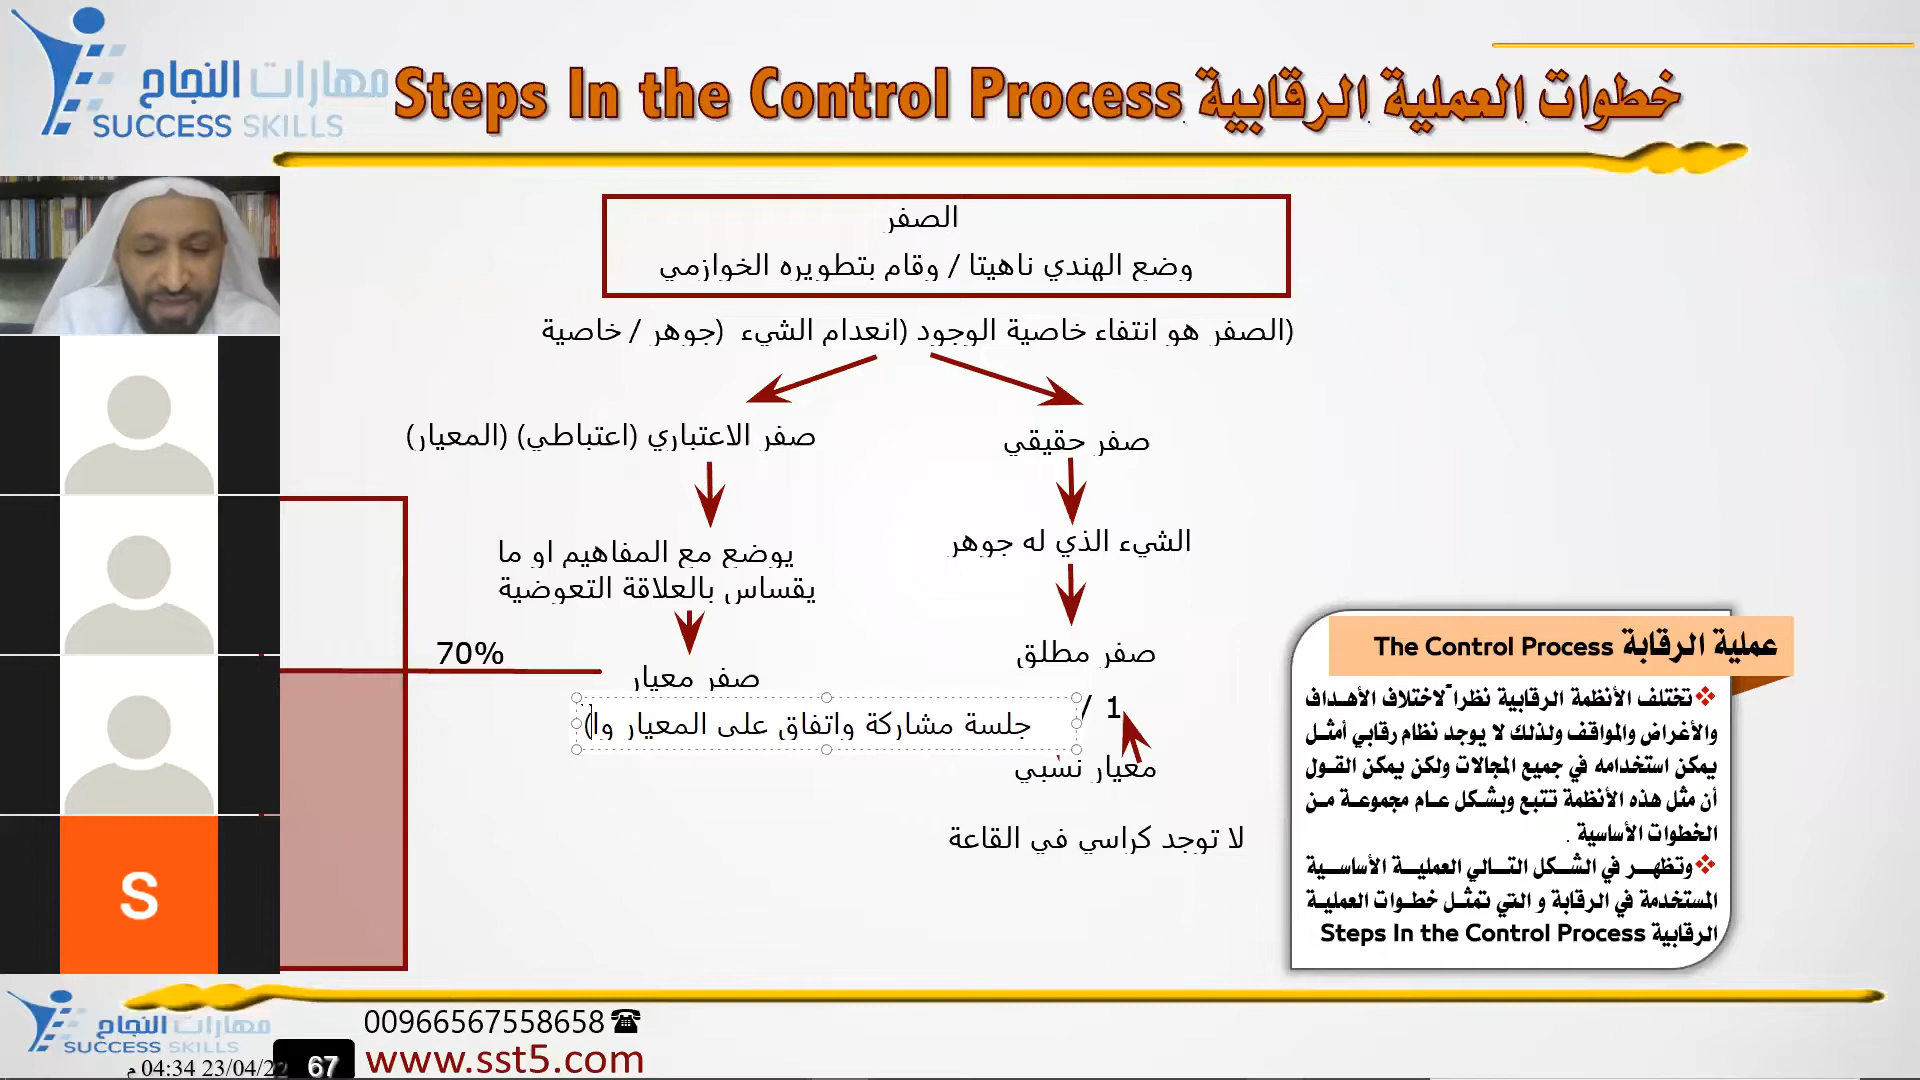 مهارات النجاح
SUCCESS SKILLS
خطوات العملية الرقابية Steps In the Control Process
الصفر
وضع الهندي ناهيتا / وقام بتطويره الخوازمي
(الصفر هو انتفاء خاصية الوجود (انعدام الشيء (جوهر / خاصية
صفر حقيقي
صفر الاعتباري (اعتباطي) (المعيار)
الشيء الذي له جوهر
يوضع مع المفاهيم او ما
يقساس بالعلاقة التعوضية
صفر مطلق
70%
صفر معيار
1 /
جلسة مشاركة واتفاق على المعيار وا(
معيار نسبي
لا توجد كراسي في القاعة
عملية الرقابة The Control Process
❖تختلف الأنظمة الرقابية نظراً لاختلاف الأهداف
والأغراض والمواقف ولذلك لا يوجد نظام رقابي أمثل
يمكن استخدامه في جميع المجالات ولكن يمكن القول
أن مثل هذه الأنظمة تتبع وبشكل عام مجموعة من
الخطوات الأساسية .
❖وتظهر في الشكل التالي العملية الأساسية
المستخدمة في الرقابة و التي تمثل خطوات العملية
الرقابية Steps In the Control Process
S
مهارات النجاح
SUCCESS SKILLS
00966567558658 ☎
www.sst5.com
67
04:34 23/04/22 م